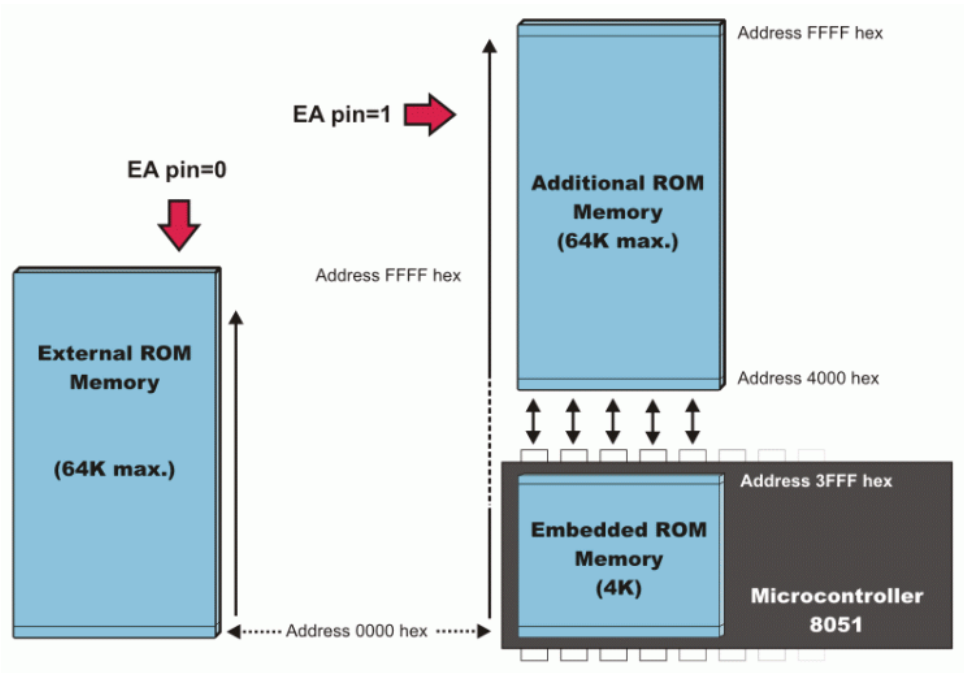 Address FFFF hex
EA pin=1
EA pin=0
Additional ROM
Memory
(64K max.)
Address FFFF hex
External ROM
Memory
(64K max.)
Address 4000 hex
Address 3FFF hex
Embedded ROM
Memory
(4K)
Microcontroller
8051
Address 0000 hex